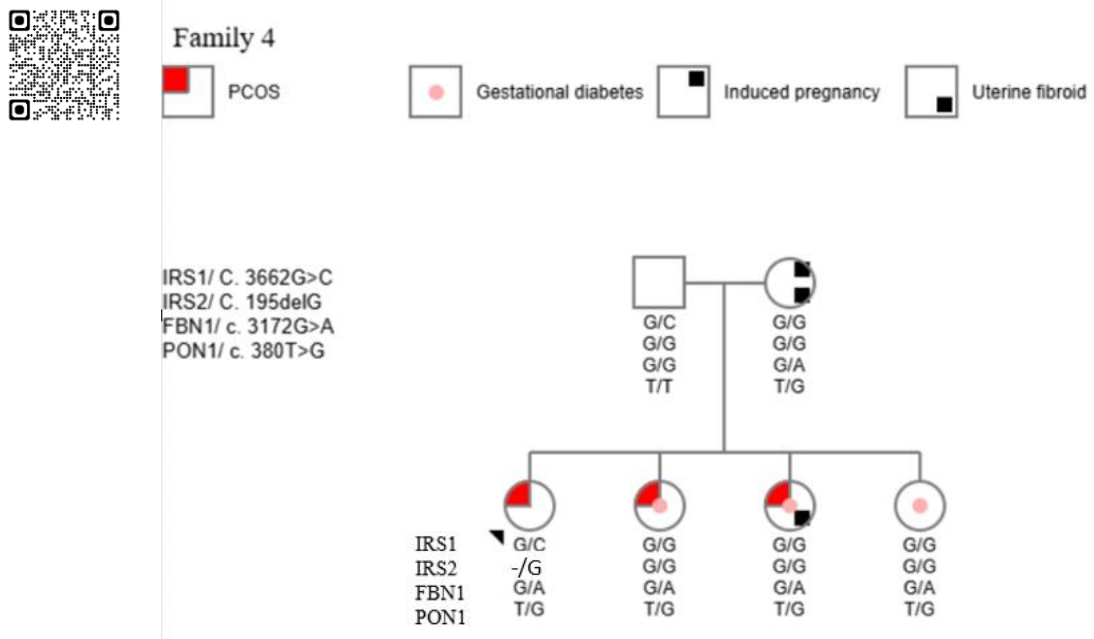 Family 4
PCOS
Gestational diabetes
Induced pregnancy
Uterine fibroid
IRS1/ C. 3662G>C
IRS2/ C. 195delG
FBN1/ c. 3172G>A
PON1/ c. 380T>G
G/C
G/G
G/G
T/T
G/G
G/G
G/A
T/G
IRS1
IRS2
FBN1
PON1
G/C
-/G
G/A
T/G
G/G
G/G
G/A
T/G
G/G
G/G
G/A
T/G
G/G
G/G
G/A
T/G